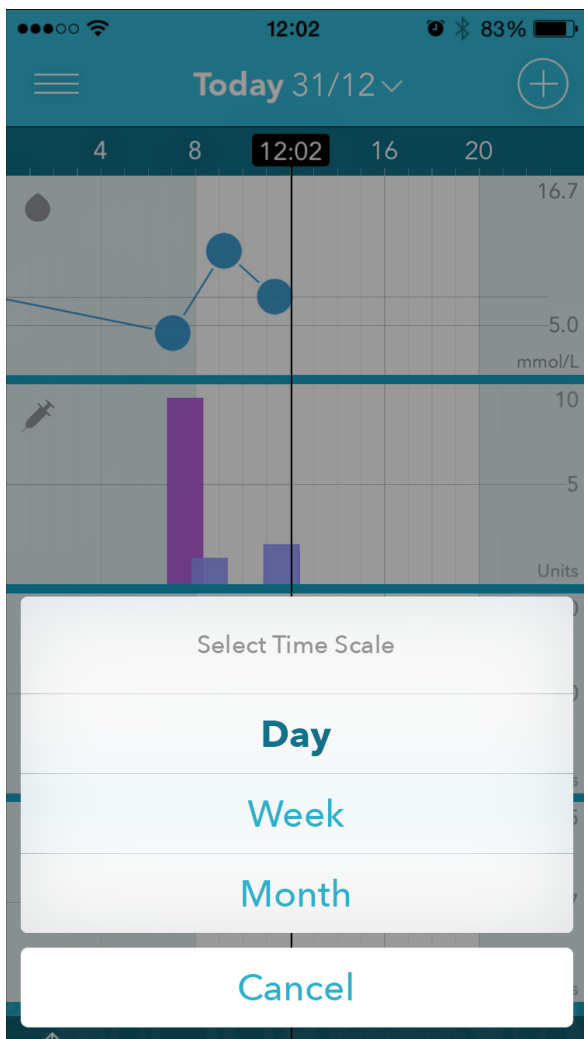 12:02
83%
Today 31/12
4 8 12:02 16 20
16.7
5.0
mmol/L
10
5
Units
Select Time Scale
Day
Week
Month
Cancel